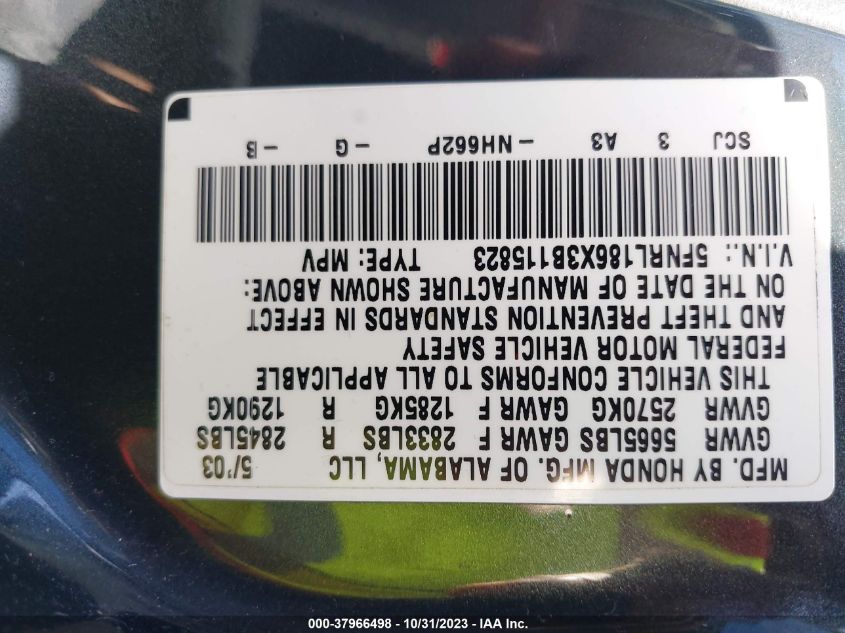 MFD. BY HONDA MFG. OF ALABAMA, LLC 5/'03
GVWR 5665LBS GAWR F 2833LBS R 2845LBS
GVWR 2570KG GAWR F 1285KG R 1290KG
THIS VEHICLE CONFORMS TO ALL APPLICABLE
FEDERAL MOTOR VEHICLE SAFETY
AND THEFT PREVENTION STANDARDS IN EFFECT
ON THE DATE OF MANUFACTURE SHOWN ABOVE:
V.I.N.: 5FNRL186X3B115823 TYPE: MPV
SCJ 3 A3 -NH662P -G -B
000-37966498 - 10/31/2023 - IAA Inc.